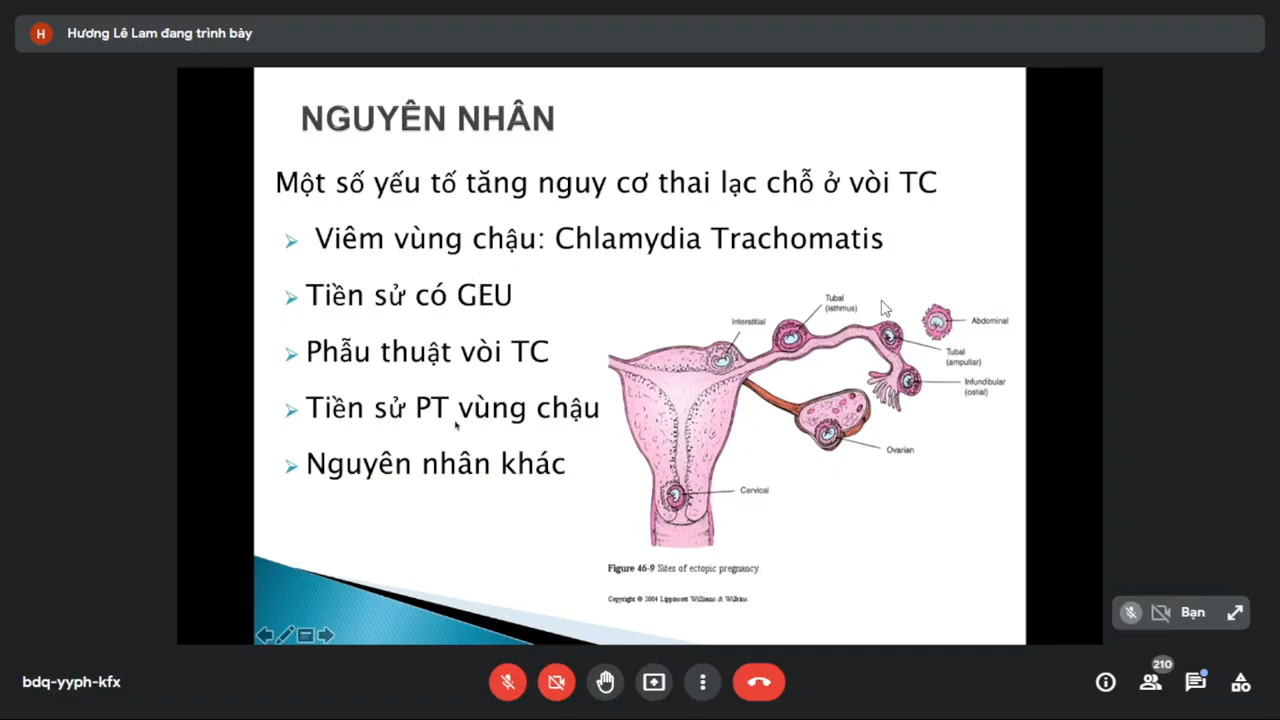 H
Hương Lê Lam đang trình bày
NGUYÊN NHÂN
Một số yếu tố tăng nguy cơ thai lạc chỗ ở vòi TC
Viêm vùng chậu: Chlamydia Trachomatis
Tiền sử có GEU
Phẫu thuật vòi TC
Tiền sử PT vùng chậu
Nguyên nhân khác
Tubal
(isthmus)
Interstitial
Abdominal
Tubal
(ampullar)
Infundibular
(ostial)
Ovarian
Cervical
Figure 46-9 Sites of ectopic pregnancy.
Copyright © 2004 Lippincott Williams & Wilkins.
Bạn
bdq-yyph-kfx
210